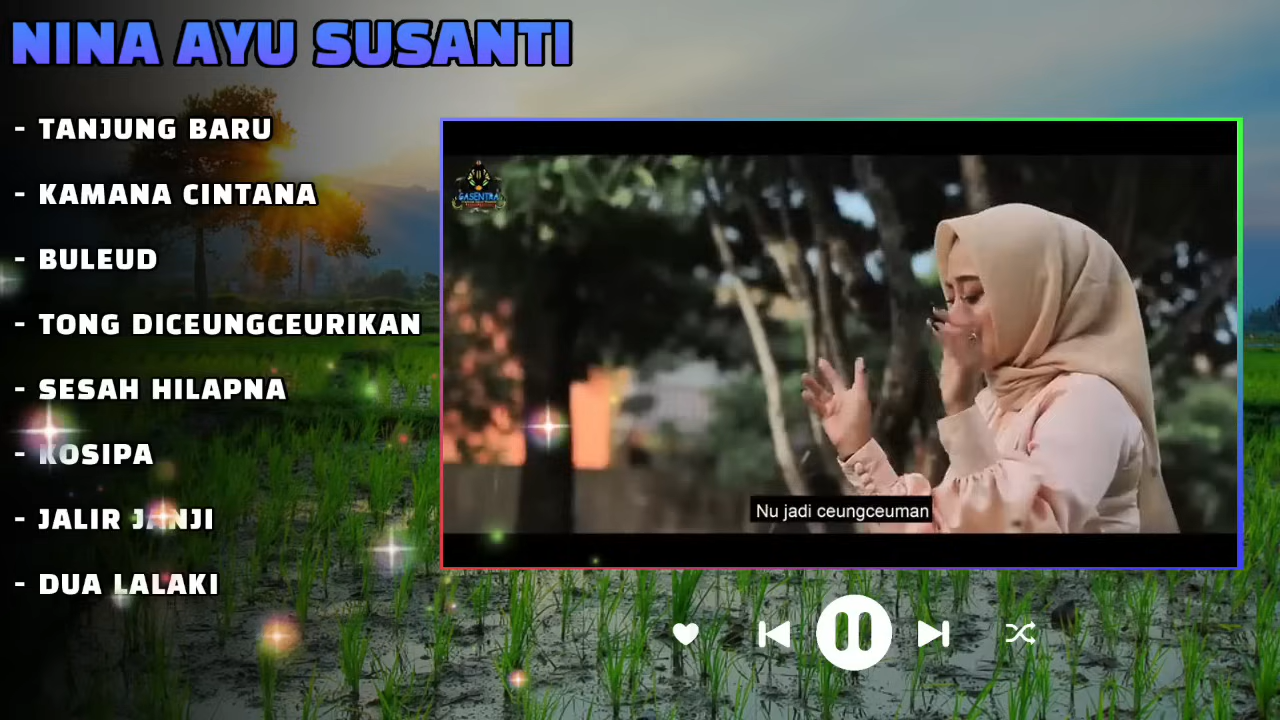 NINA AYU SUSANTI
- TANJUNG BARU
- KAMANA CINTANA
- BULEUD
- TONG DICEUNGCEURIKAN
- SESAH HILAPNA
- KOSIPA
- JALIR JANJI
- DUA LALAKI
GASENTRA
Nu jadi ceungceuman